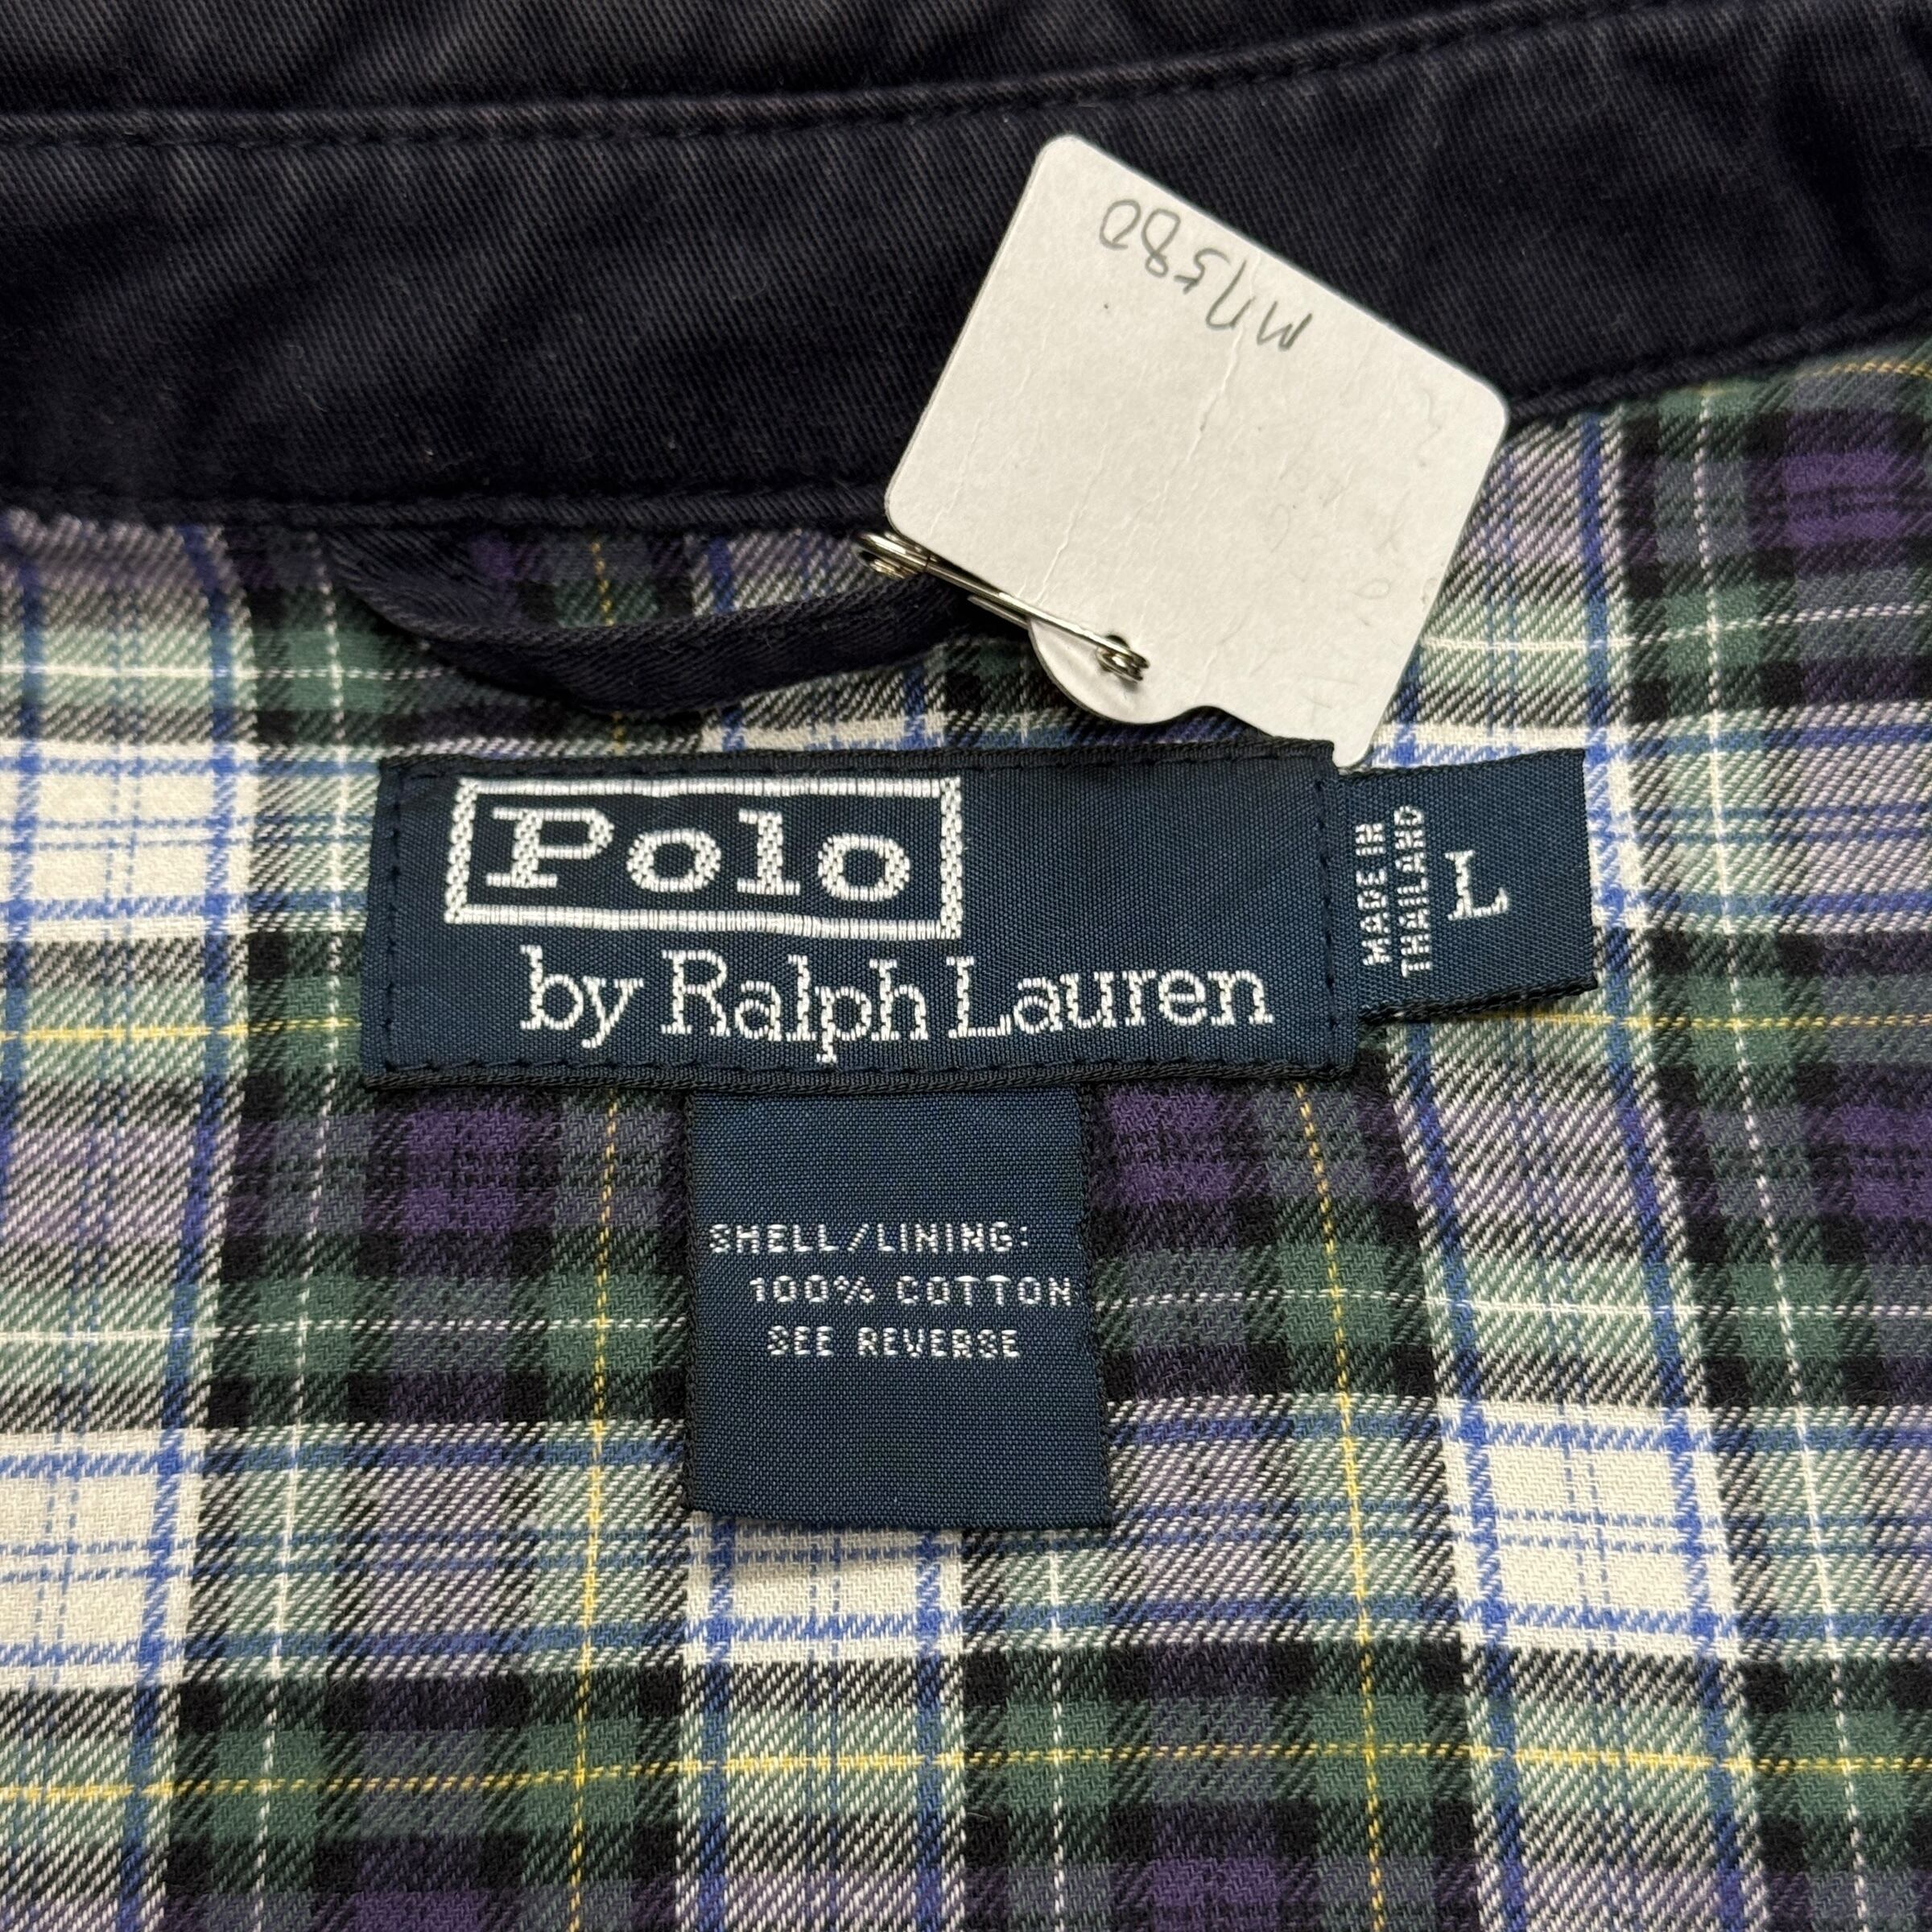 Polo
by Ralph Lauren
MADE IN
THAILAND
L
SHELL/LINING:
100% COTTON
SEE REVERSE